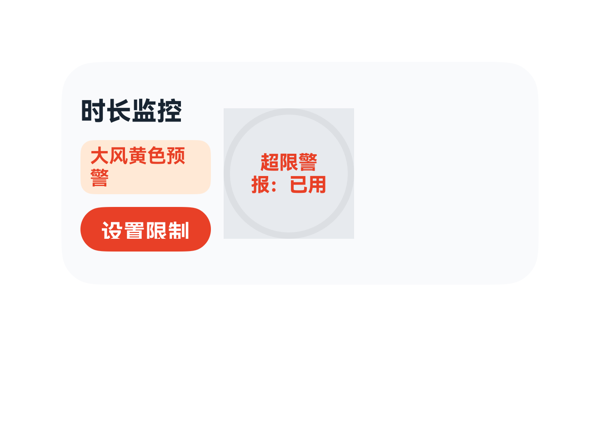 时长监控
大风黄色预
警
设置限制
超限警
报：已用